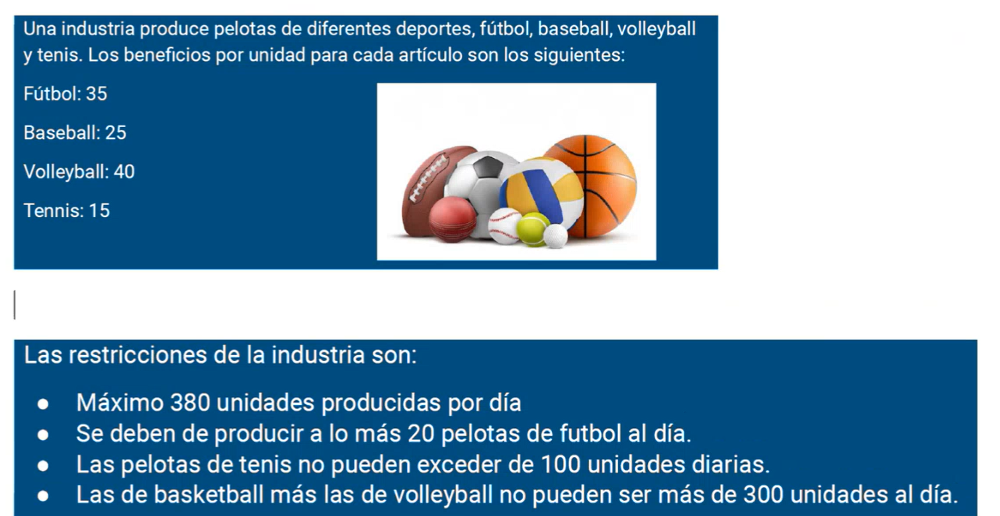 Una industria produce pelotas de diferentes deportes, fútbol, baseball, volleyball
y tenis. Los beneficios por unidad para cada artículo son los siguientes:
Fútbol: 35
Baseball: 25
Volleyball: 40
Tennis: 15
Las restricciones de la industria son:
● Máximo 380 unidades producidas por día
● Se deben de producir a lo más 20 pelotas de futbol al día.
● Las pelotas de tenis no pueden exceder de 100 unidades diarias.
● Las de basketball más las de volleyball no pueden ser más de 300 unidades al día.